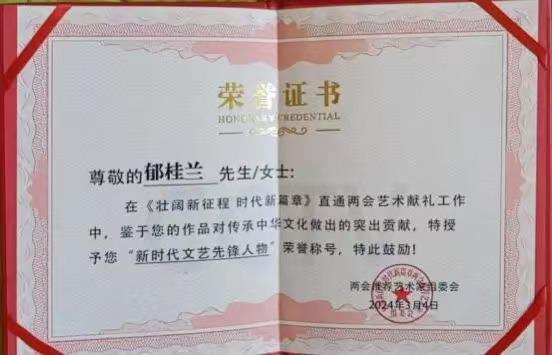 荣誉证书
HONORARY CREDENTIAL
尊敬的郁桂兰 先生/女士:
在《壮阔新征程 时代新篇章》直通两会艺术献礼工作
中，鉴于您的作品对传承中华文化做出的突出贡献，特授
予您“新时代文艺先锋人物”荣誉称号，特此鼓励！
两会推荐艺术家组委会
2024年3月4日
组委会